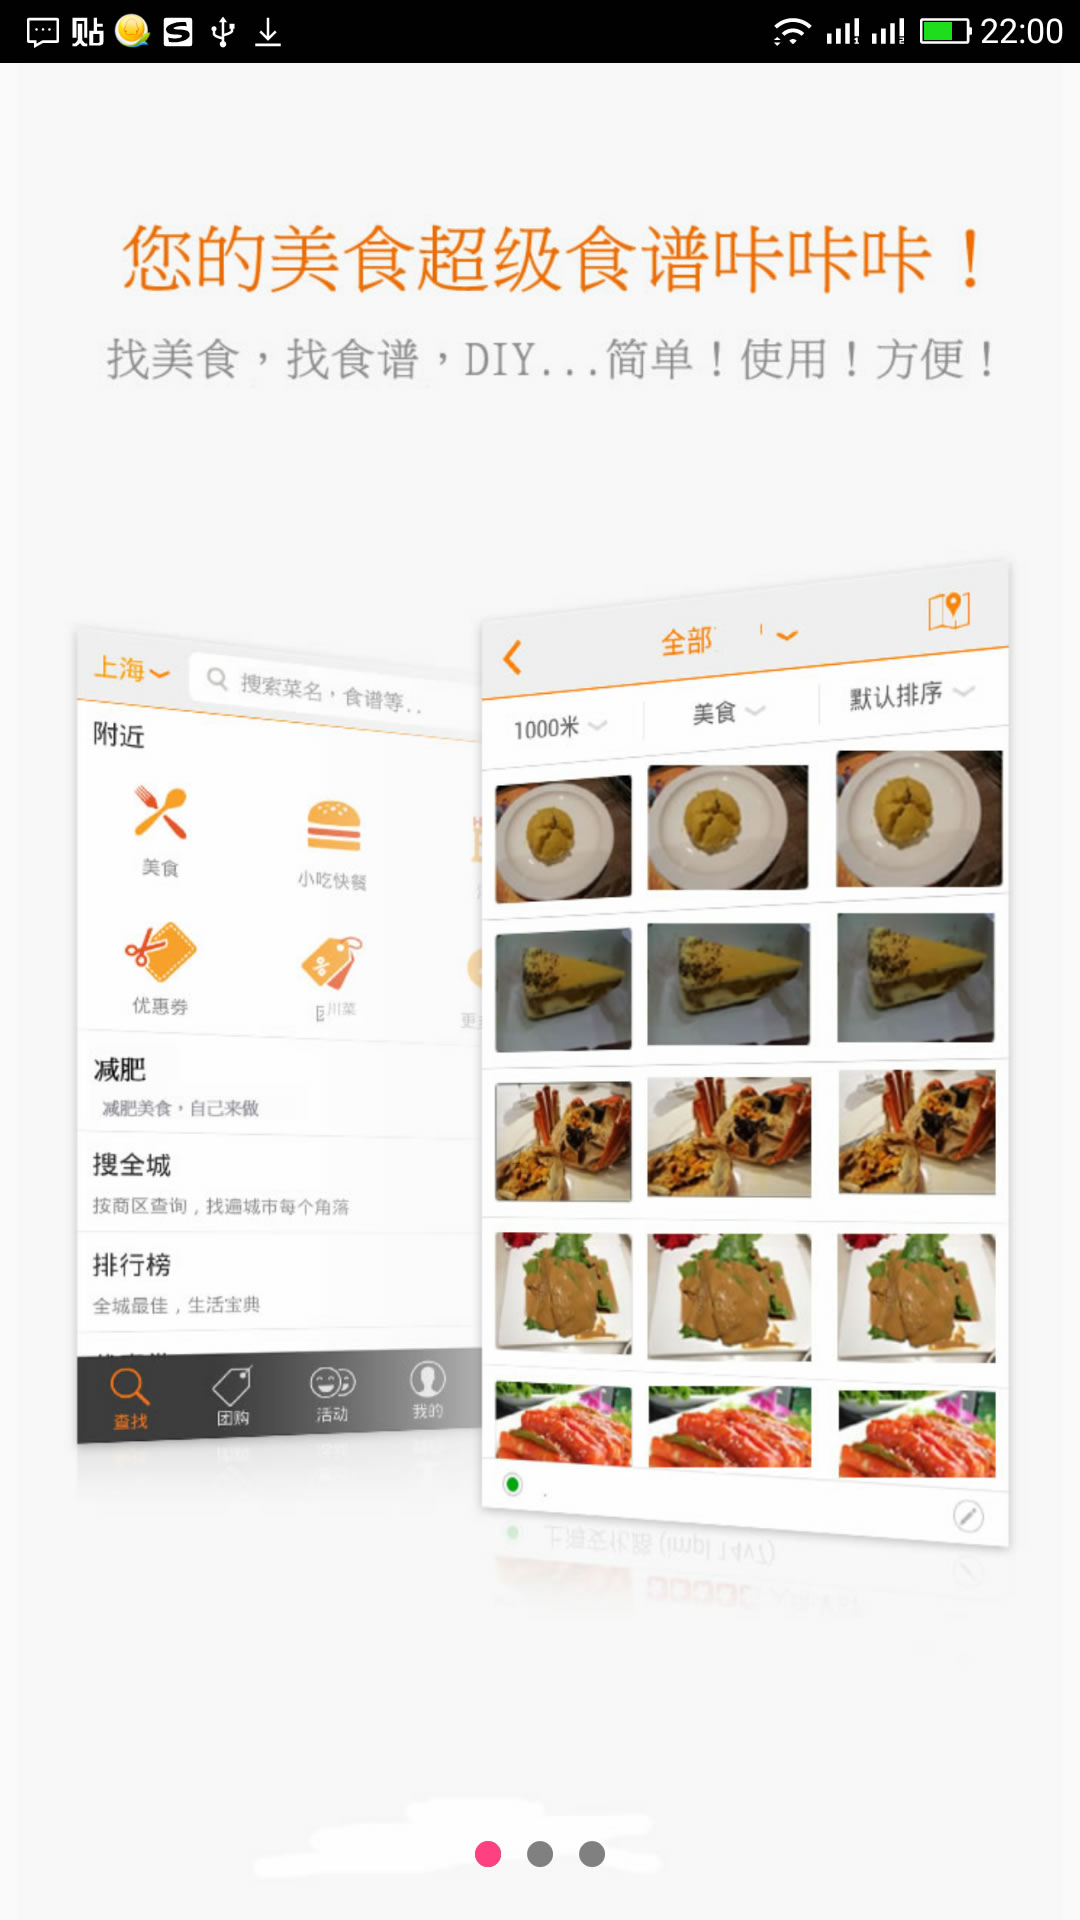 贴 22:00
您的美食超级食谱咔咔咔！
找美食，找食谱，DIY...简单！使用！方便！
上海
搜索菜名，食谱等..
附近
美食
小吃快餐
优惠券
川菜
减肥
减肥美食，自己来做
搜全城
按商区查询，找遍城市每个角落
排行榜
全城最佳，生活宝典
查找
团购
活动
我的
全部
1000米
美食
默认排序